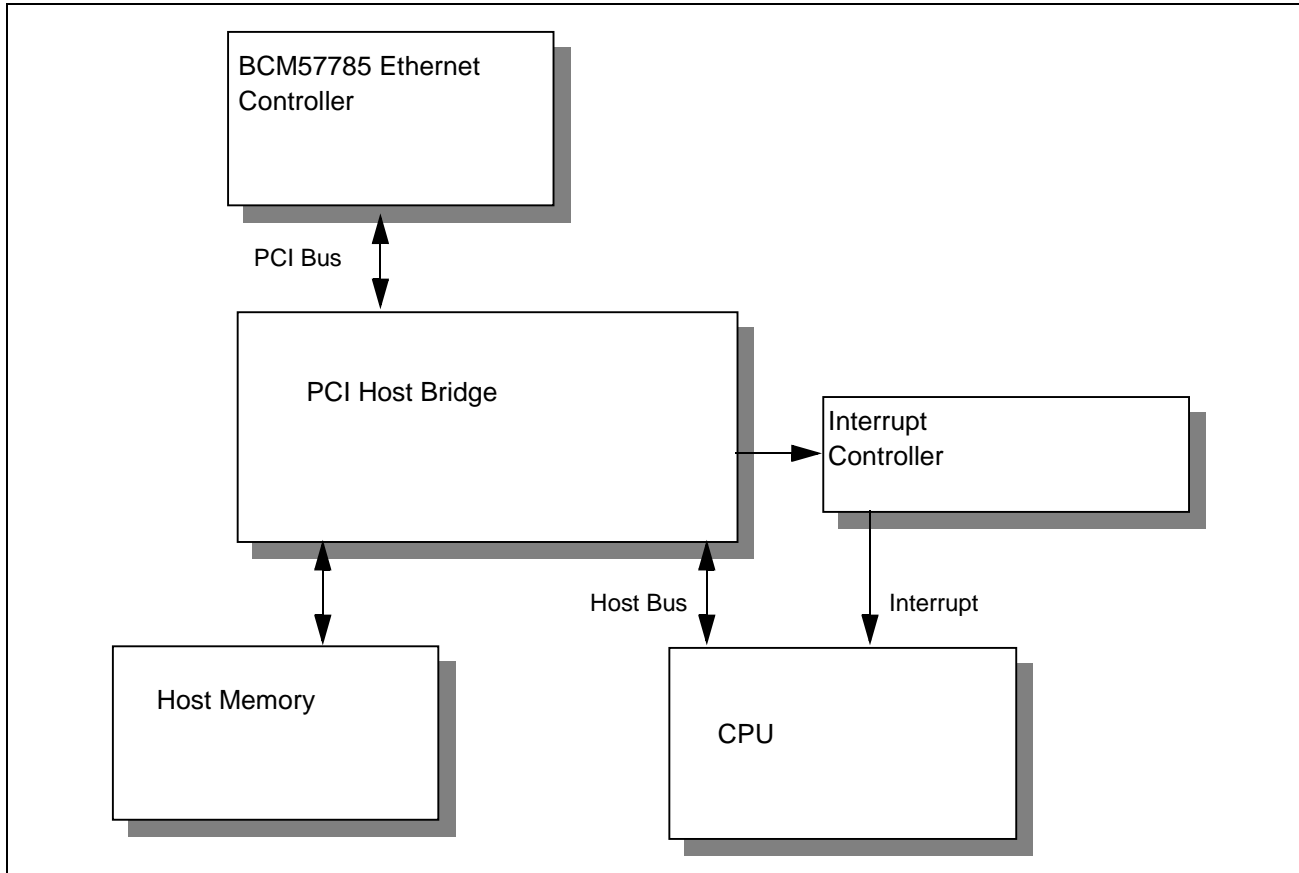 BCM57785 Ethernet
Controller
PCI Bus
PCI Host Bridge
Interrupt
Controller
Host Bus
Interrupt
Host Memory
CPU